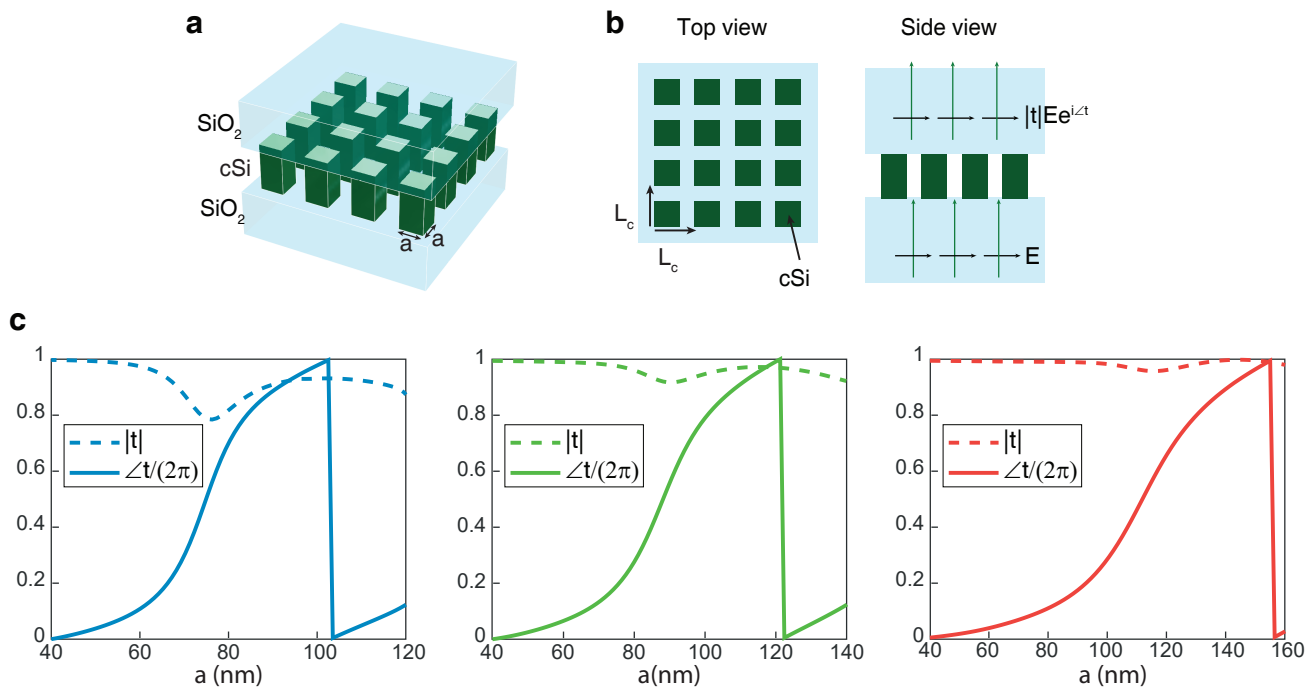 a
SiO2
cSi
SiO2
a
a
b
Top view
Side view
Lc
Lc
cSi
|t|Ee^i∠t
E
c
1
0.8
0.6
0.4
0.2
0
|t|
∠t/(2π)
40 60 80 100 120
a (nm)
1
0.8
0.6
0.4
0.2
0
|t|
∠t/(2π)
40 60 80 100 120 140
a(nm)
1
0.8
0.6
0.4
0.2
0
|t|
∠t/(2π)
40 60 80 100 120 140 160
a (nm)